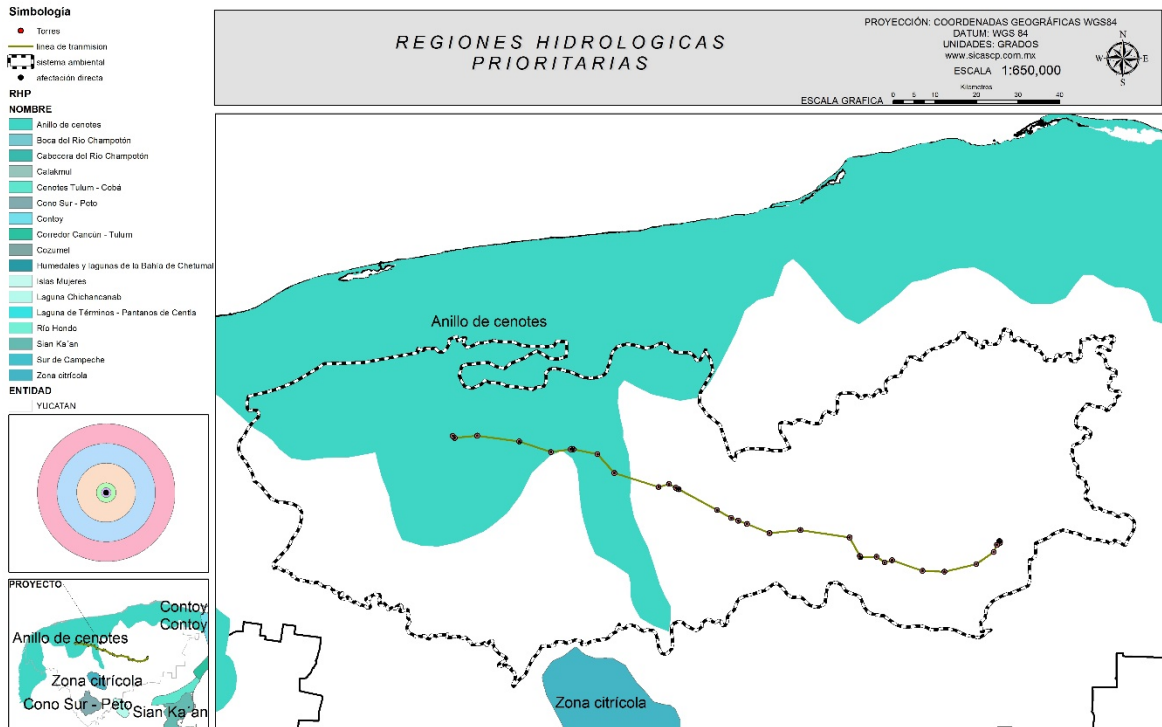 Simbología
Torres
linea de tranmision
sistema ambiental
afectación directa
RHP
NOMBRE
Anillo de cenotes
Boca del Río Champotón
Cabecera del Río Champotón
Calakmul
Cenotes Tulum - Cobá
Cono Sur - Peto
Contoy
Corredor Cancún - Tulum
Cozumel
Humedales y lagunas de la Bahía de Chetumal
Islas Mujeres
Laguna Chichancanab
Laguna de Términos - Pantanos de Centla
Río Hondo
Sian Ka'an
Sur de Campeche
Zona citrícola
ENTIDAD
YUCATAN
REGIONES HIDROLOGICAS
PRIORITARIAS
PROYECCIÓN: COORDENADAS GEOGRÁFICAS WGS84
DATUM: WGS 84
UNIDADES: GRADOS
www.sicascp.com.mx
ESCALA 1:650,000
Kilometros
ESCALA GRAFICA 0 5 10 20 30 40
N
W E
S
Anillo de cenotes
Zona citrícola
PROYECTO
Contoy
Contoy
Anillo de cenotes
Zona citrícola
Cono Sur - Peto
Sian Ka'an